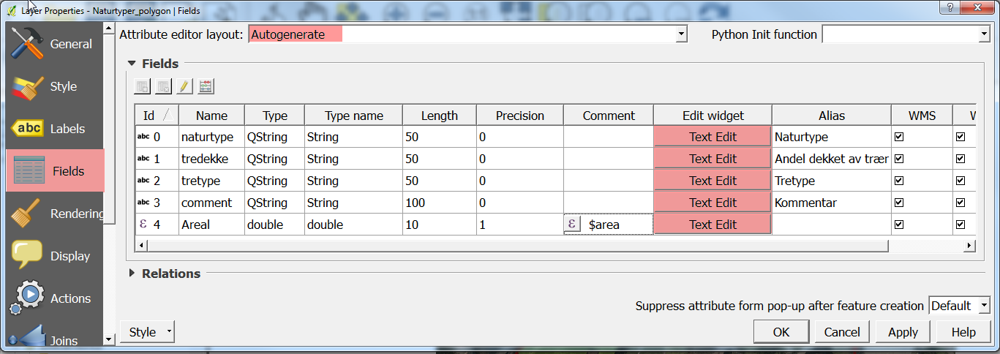 Layer Properties - Naturtyper_polygon | Fields
General
Style
abc Labels
Fields
Rendering
Display
Actions
Joins
Attribute editor layout: Autogenerate Python Init function
Fields
Id Name Type Type name Length Precision Comment Edit widget Alias WMS W
abc 0 naturtype QString String 50 0 Text Edit Naturtype
abc 1 tredekke QString String 50 0 Text Edit Andel dekket av trær
abc 2 tretype QString String 50 0 Text Edit Tretype
abc 3 comment QString String 100 0 Text Edit Kommentar
ε 4 Areal double double 10 1 ε $area Text Edit
Relations
Suppress attribute form pop-up after feature creation Default
Style OK Cancel Apply Help